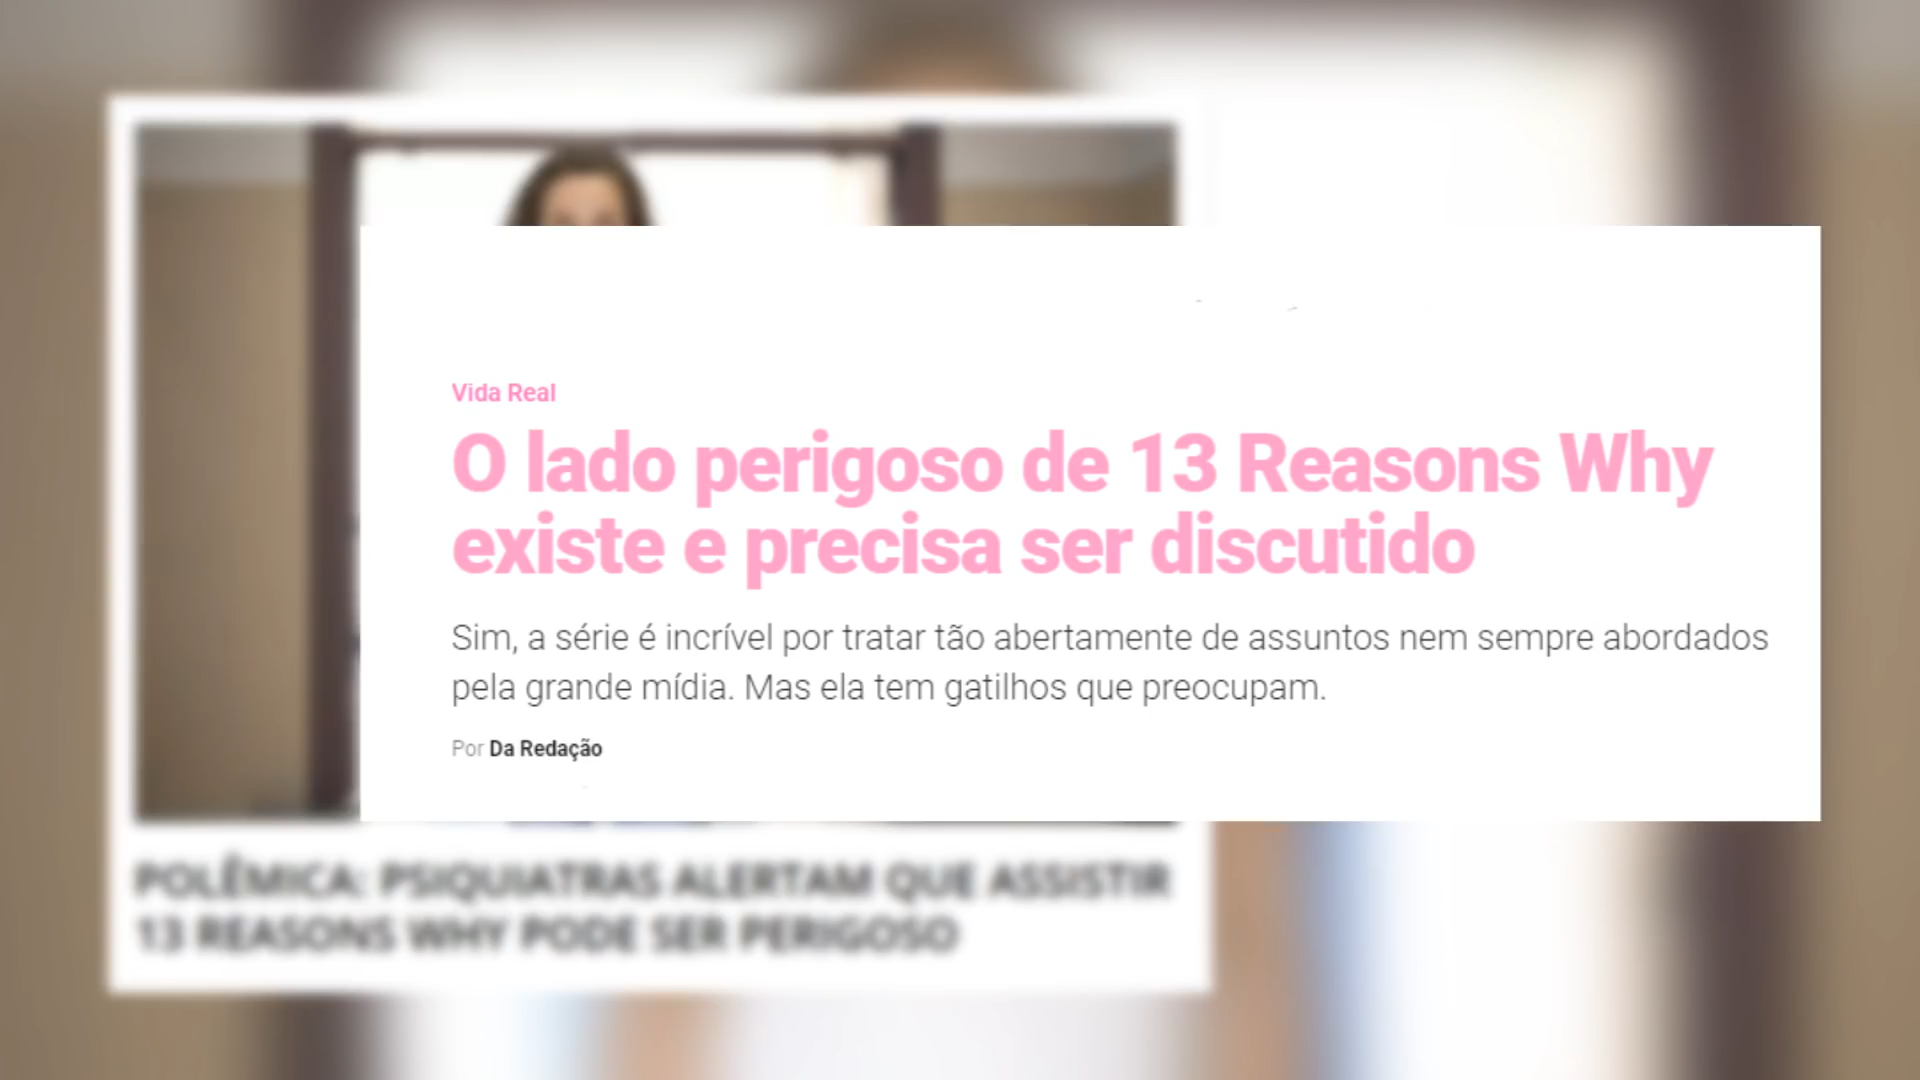 Vida Real
O lado perigoso de 13 Reasons Why
existe e precisa ser discutido
Sim, a série é incrível por tratar tão abertamente de assuntos nem sempre abordados
pela grande mídia. Mas ela tem gatilhos que preocupam.
Por Da Redação
POLÊMICA: PSIQUIATRAS ALERTAM QUE ASSISTIR
13 REASONS WHY PODE SER PERIGOSO